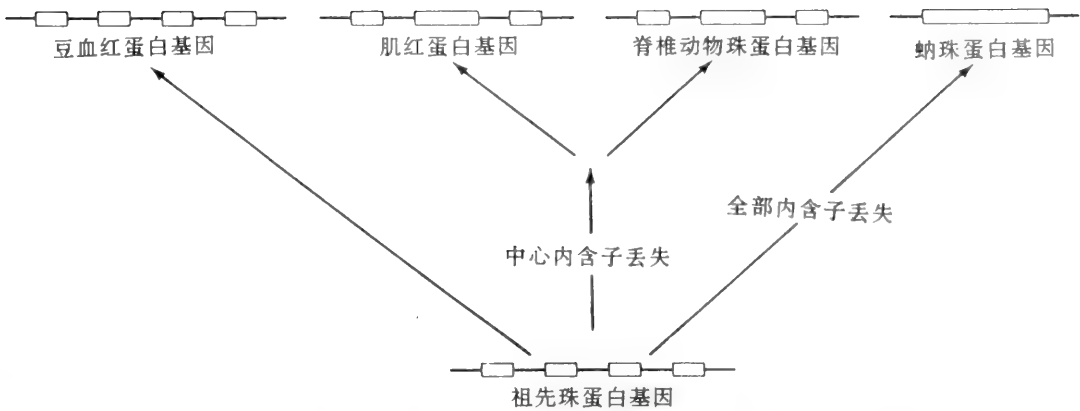 豆血红蛋白基因
肌红蛋白基因
脊椎动物珠蛋白基因
蚋珠蛋白基因
全部内含子丢失
中心内含子丢失
祖先珠蛋白基因